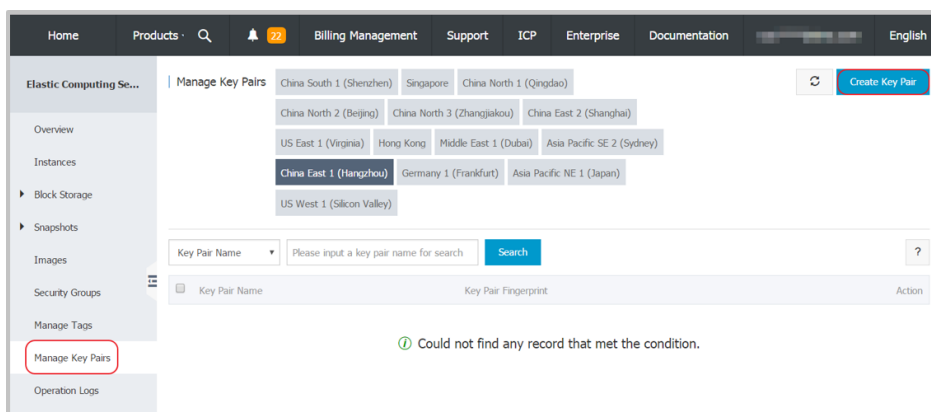 Home Products Billing Management Support ICP Enterprise Documentation English
22
Elastic Computing Se...
Overview
Instances
Block Storage
Snapshots
Images
Security Groups
Manage Tags
Manage Key Pairs
Operation Logs
Manage Key Pairs
China South 1 (Shenzhen) Singapore China North 1 (Qingdao)
China North 2 (Beijing) China North 3 (Zhangjiakou) China East 2 (Shanghai)
US East 1 (Virginia) Hong Kong Middle East 1 (Dubai) Asia Pacific SE 2 (Sydney)
China East 1 (Hangzhou) Germany 1 (Frankfurt) Asia Pacific NE 1 (Japan)
US West 1 (Silicon Valley)
Create Key Pair
Key Pair Name Please input a key pair name for search Search ?
Key Pair Name Key Pair Fingerprint Action
Could not find any record that met the condition.